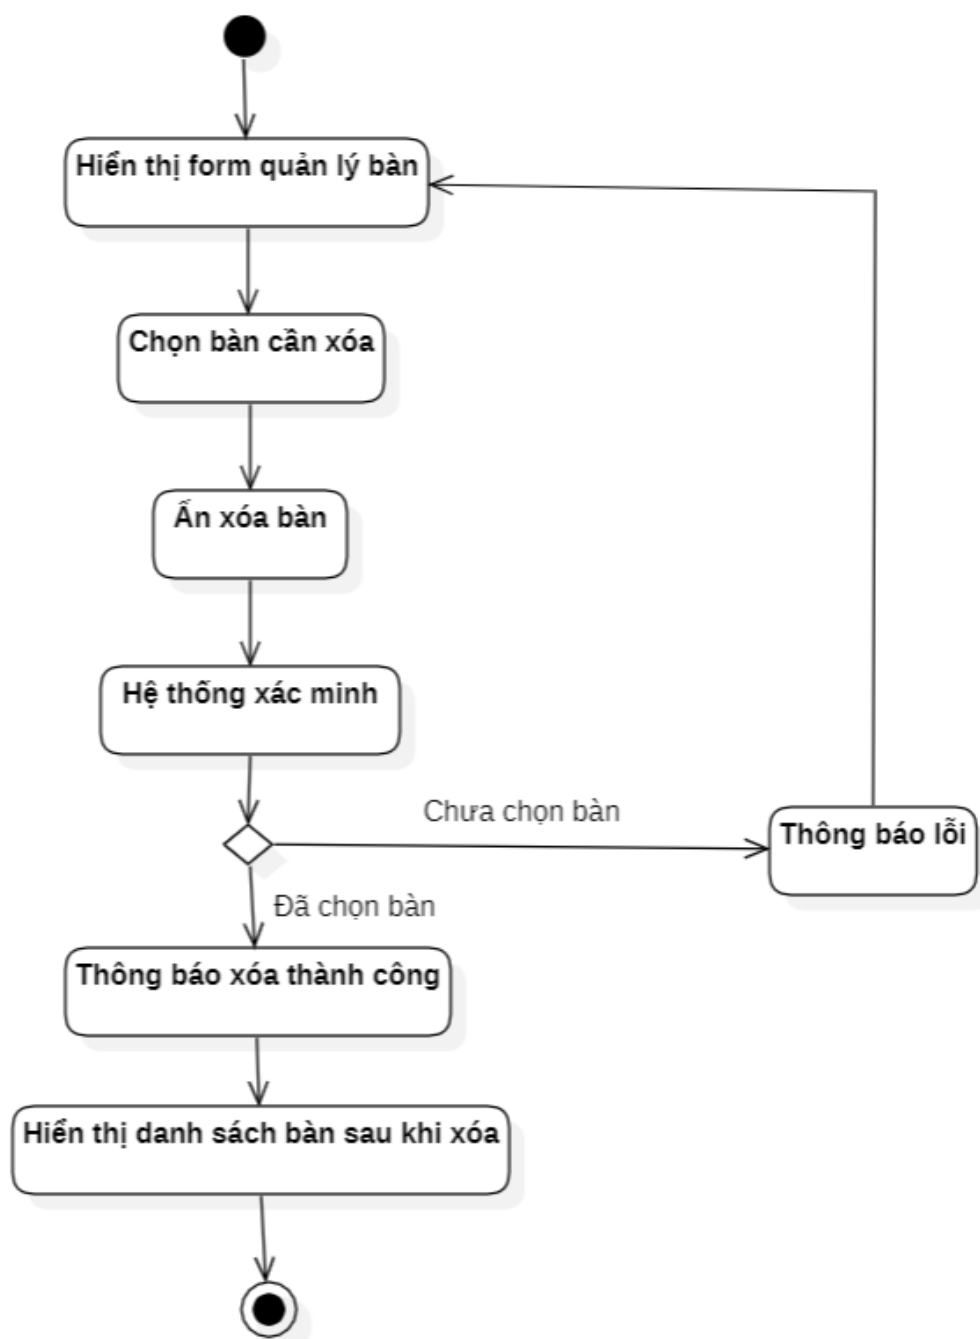 Hiển thị form quản lý bàn
Chọn bàn cần xóa
Ấn xóa bàn
Hệ thống xác minh
Chưa chọn bàn
Thông báo lỗi
Đã chọn bàn
Thông báo xóa thành công
Hiển thị danh sách bàn sau khi xóa